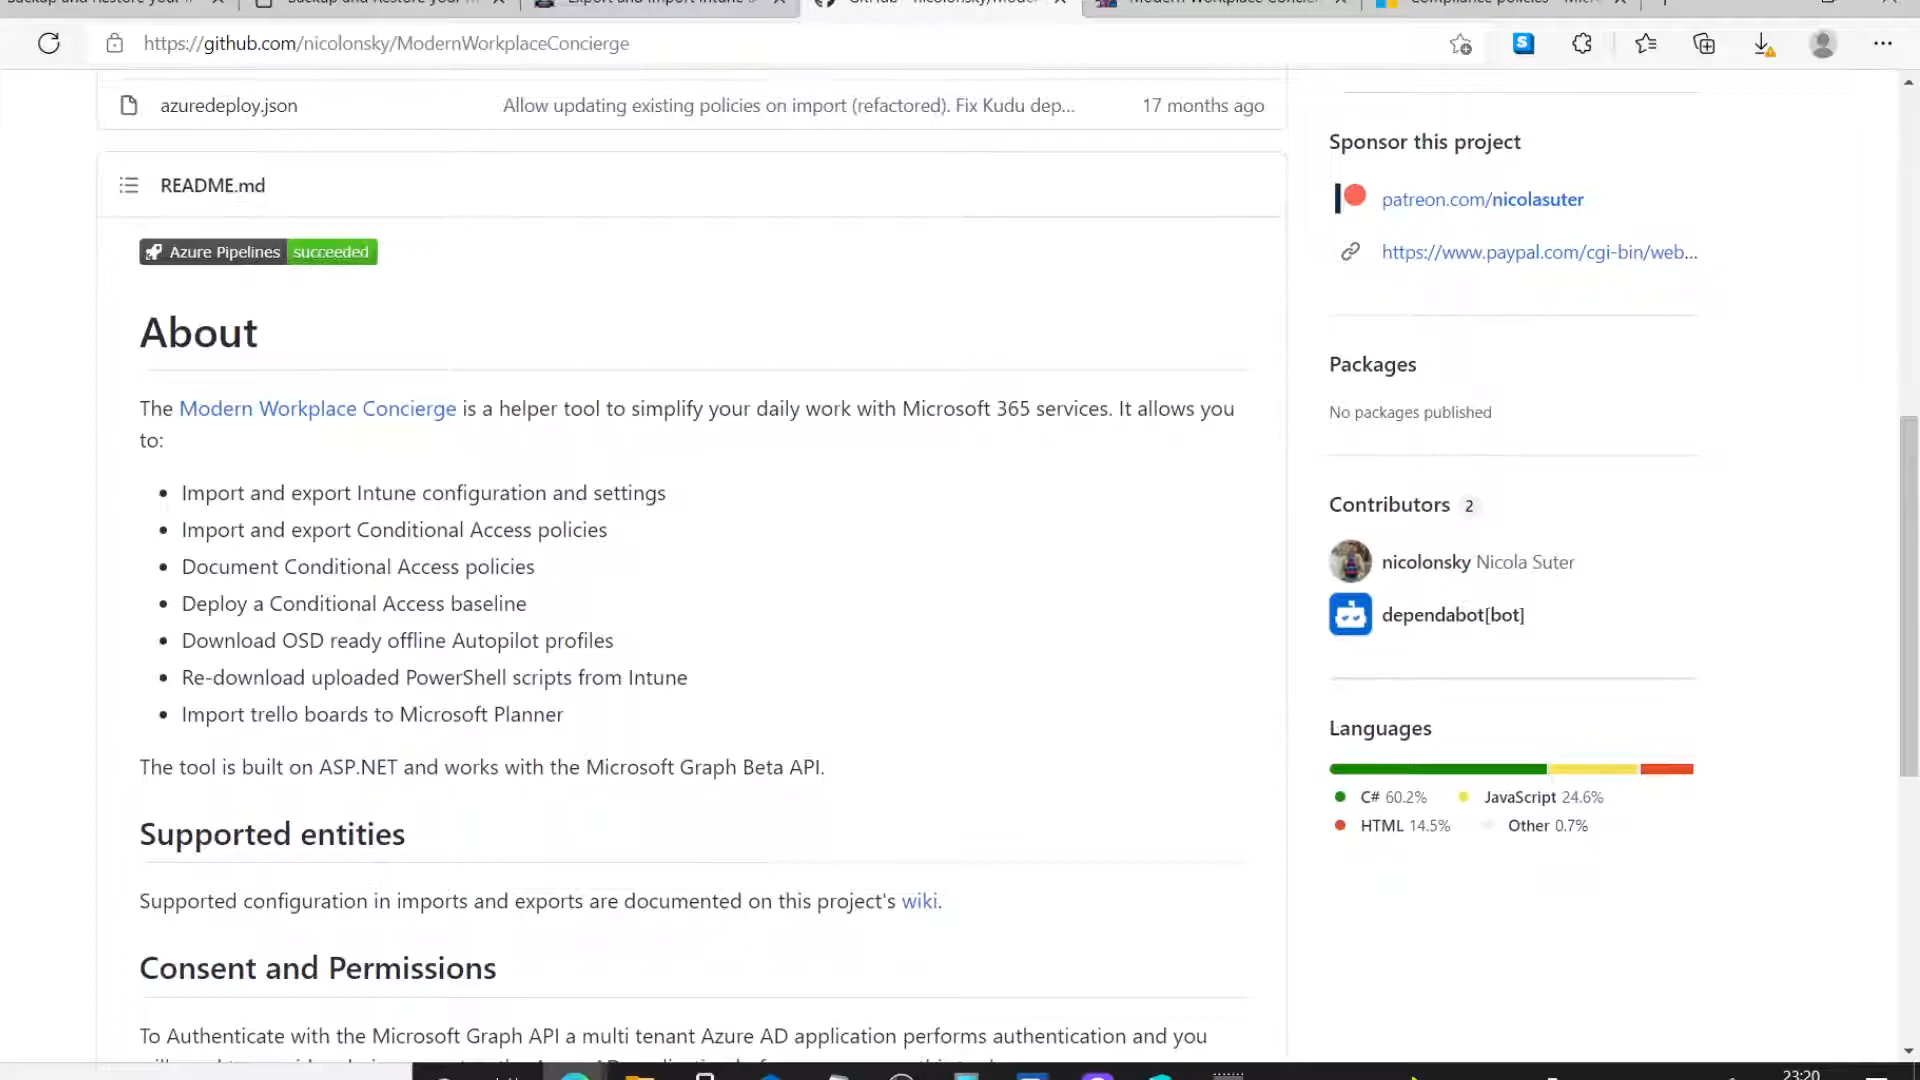 https://github.com/nicolonsky/ModernWorkplaceConcierge
azuredeploy.json
Allow updating existing policies on import (refactored). Fix Kudu dep...
17 months ago
README.md
Azure Pipelines succeeded
About
The Modern Workplace Concierge is a helper tool to simplify your daily work with Microsoft 365 services. It allows you
to:
Import and export Intune configuration and settings
Import and export Conditional Access policies
Document Conditional Access policies
Deploy a Conditional Access baseline
Download OSD ready offline Autopilot profiles
Re-download uploaded PowerShell scripts from Intune
Import trello boards to Microsoft Planner
The tool is built on ASP.NET and works with the Microsoft Graph Beta API.
Supported entities
Supported configuration in imports and exports are documented on this project's wiki.
Consent and Permissions
To Authenticate with the Microsoft Graph API a multi tenant Azure AD application performs authentication and you
Sponsor this project
patreon.com/nicolasuter
https://www.paypal.com/cgi-bin/web...
Packages
No packages published
Contributors 2
nicolonsky Nicola Suter
dependabot[bot]
Languages
C# 60.2%
JavaScript 24.6%
HTML 14.5%
Other 0.7%
23:20